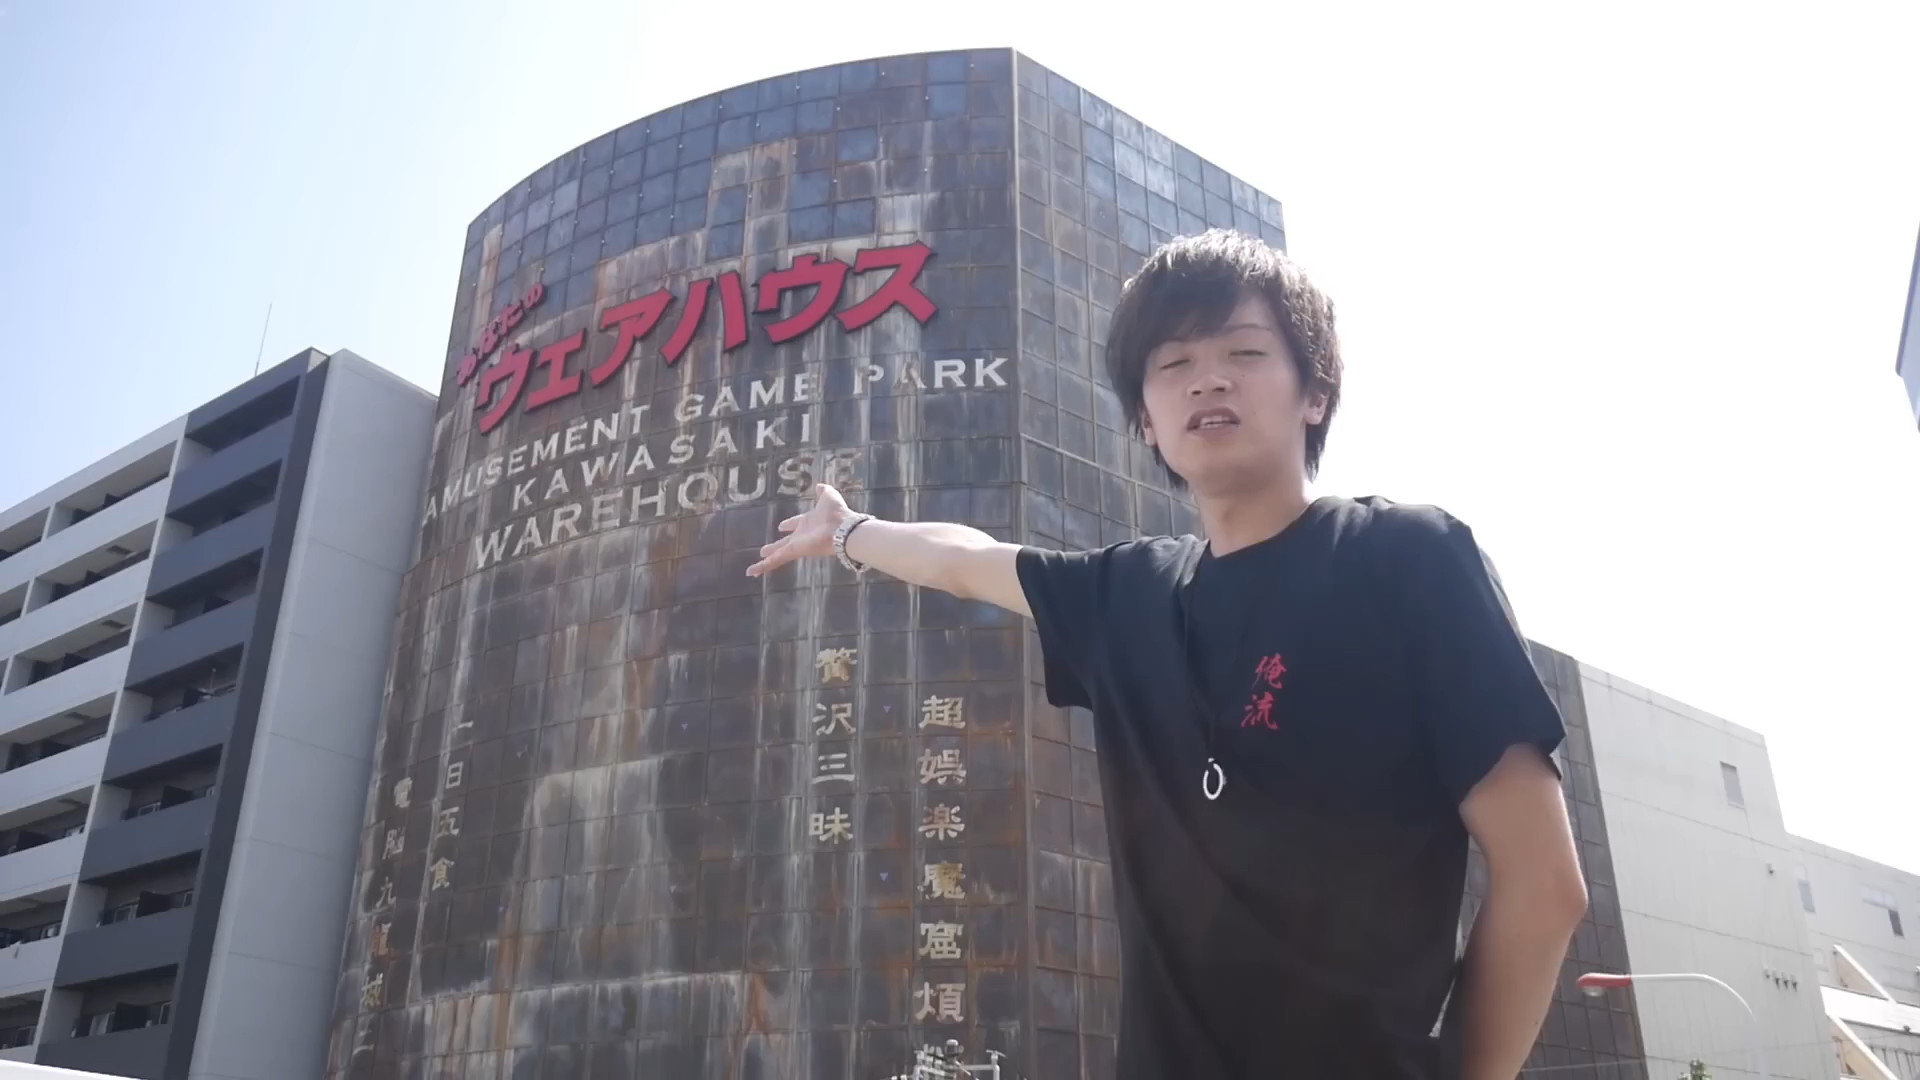 あなたの
ウェアハウス
AMUSEMENT GAME PARK
KAWASAKI
WAREHOUSE
超娯楽魔窟煩
贅沢三昧
一日五食
電脳九龍城
俺流